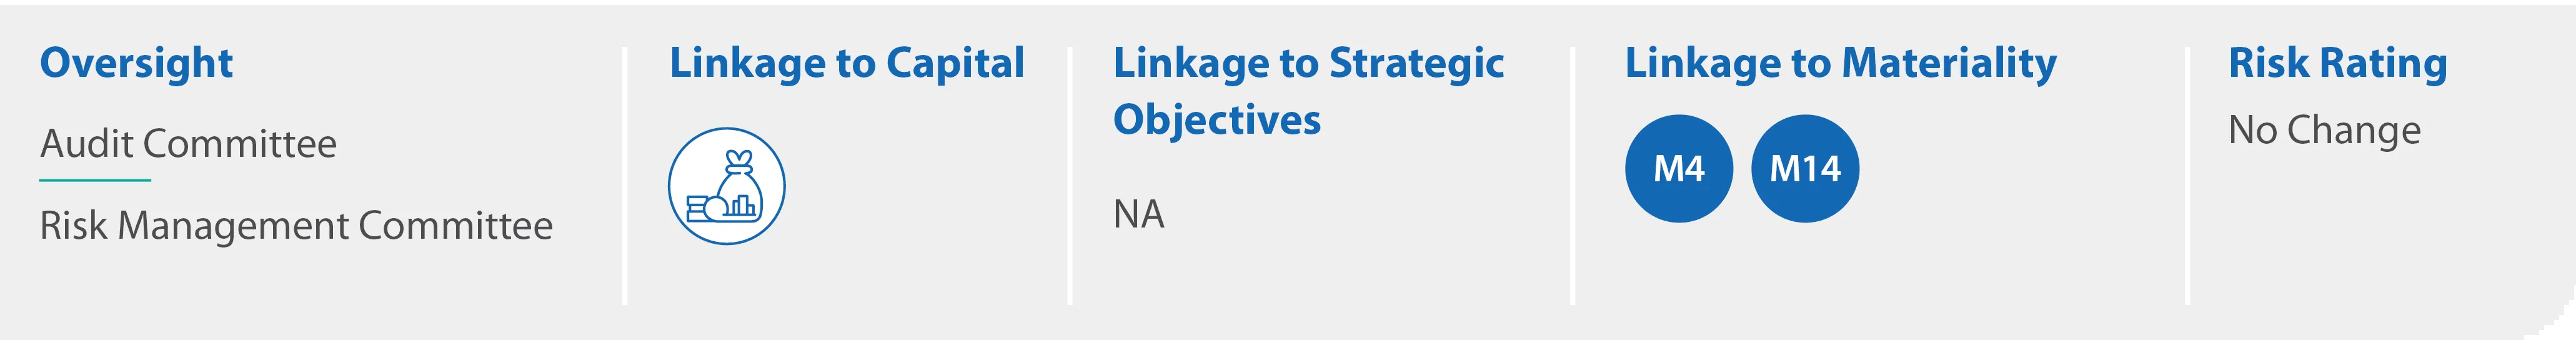 Oversight
Audit Committee
Risk Management Committee
Linkage to Capital
Linkage to Strategic
Objectives
NA
Linkage to Materiality
M4
M14
Risk Rating
No Change